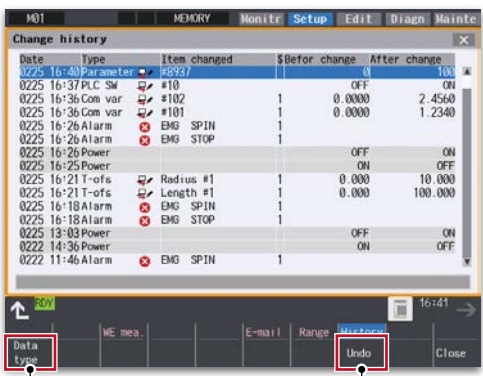 M01 MEMORY Monitr Setup Edit Diagn Mainte
Change history
Date Type Item changed $ Befor change After change
0225 16:40 Parameter #8937 0 100
0225 16:37 PLC SW #10 OFF ON
0225 16:36 Com var #102 1 0.0000 2.4560
0225 16:36 Com var #101 1 0.0000 1.2340
0225 16:26 Alarm EMG SPIN 1
0225 16:26 Alarm EMG STOP 1
0225 16:26 Power OFF ON
0225 16:25 Power ON OFF
0225 16:21 T-ofs Radius #1 1 0.000 10.000
0225 16:21 T-ofs Length #1 1 0.000 100.000
0225 16:18 Alarm EMG SPIN 1
0225 16:18 Alarm EMG STOP 1
0225 13:03 Power OFF ON
0222 14:36 Power ON OFF
0222 11:46 Alarm EMG SPIN 1
RDY 16:41
WE mea. E-mail Range History
Data type Undo Close